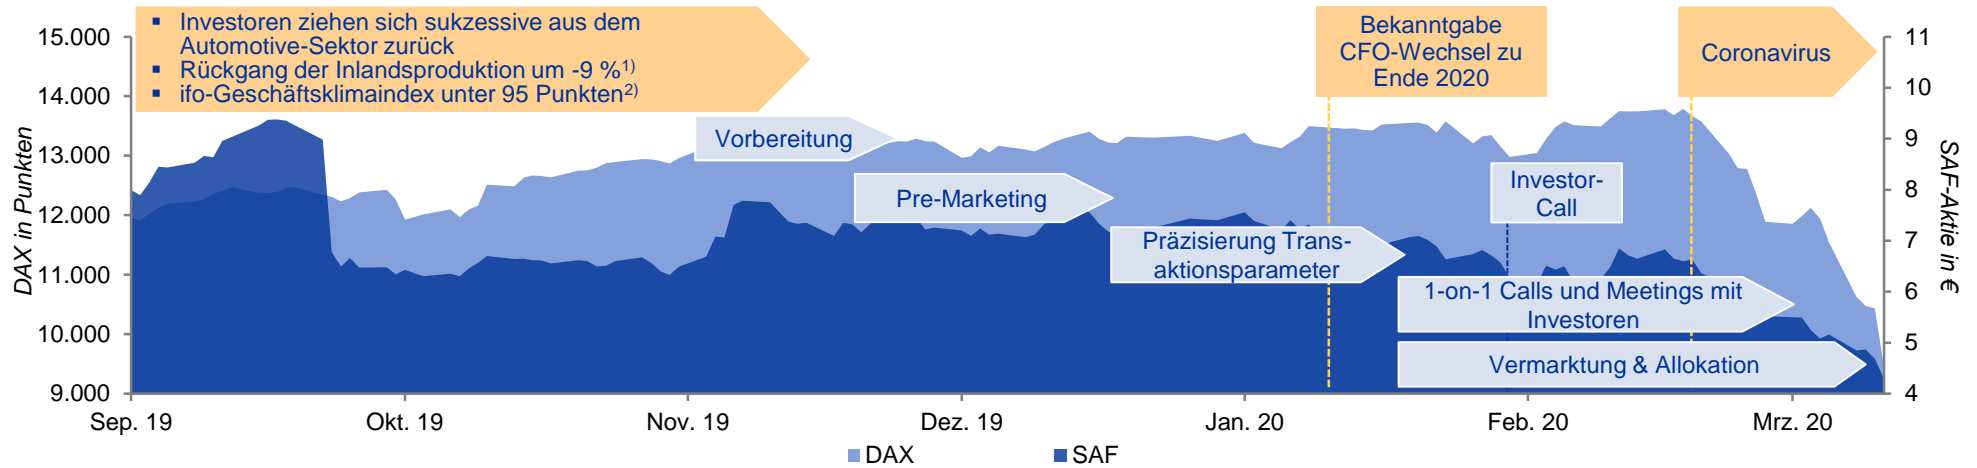 ▪ Investoren ziehen sich sukzessive aus dem
Automotive-Sektor zurück
▪ Rückgang der Inlandsproduktion um -9 %1)
▪ ifo-Geschäftsklimaindex unter 95 Punkten2)
Bekanntgabe
CFO-Wechsel zu
Ende 2020
Coronavirus
Vorbereitung
Pre-Marketing
Präzisierung Trans-
aktionsparameter
Investor-
Call
1-on-1 Calls und Meetings mit
Investoren
Vermarktung & Allokation
DAX in Punkten
15.000
14.000
13.000
12.000
11.000
10.000
9.000
SAF-Aktie in €
11
10
9
8
7
6
5
4
Sep. 19
Okt. 19
Nov. 19
Dez. 19
Jan. 20
Feb. 20
Mrz. 20
DAX
SAF